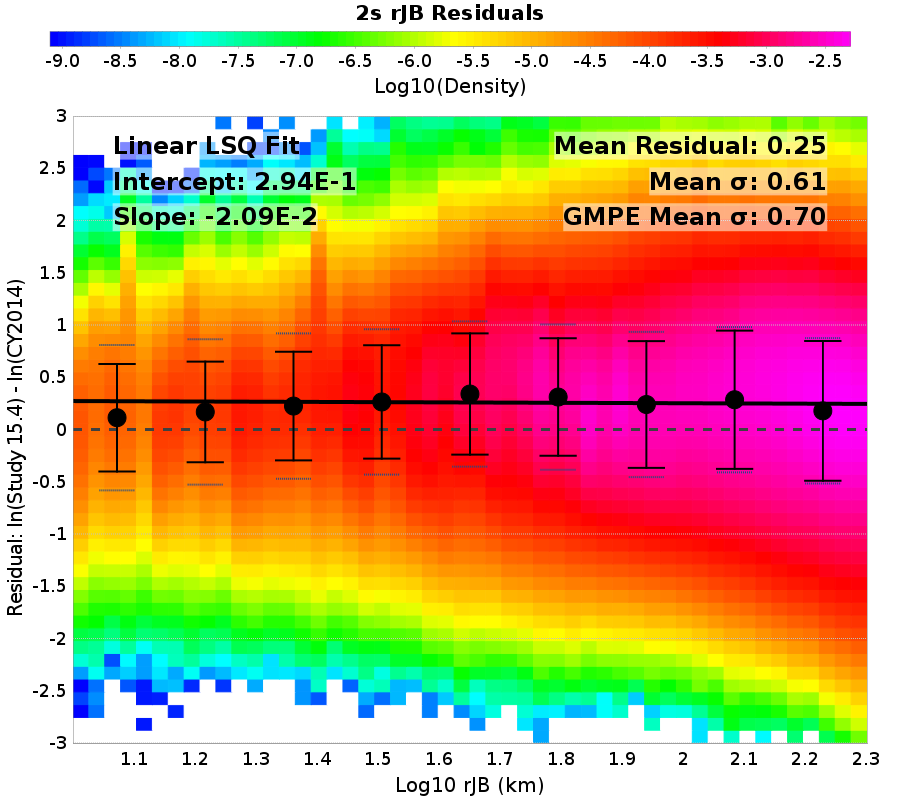 2s rJB Residuals
-9.0 -8.5 -8.0 -7.5 -7.0 -6.5 -6.0 -5.5 -5.0 -4.5 -4.0 -3.5 -3.0 -2.5
Log10(Density)
Linear LSQ Fit
Intercept: 2.94E-1
Slope: -2.09E-2
Mean Residual: 0.25
Mean σ: 0.61
GMPE Mean σ: 0.70
Residual: ln(Study 15.4) - ln(CY2014)
3
2.5
2
1.5
1
0.5
0
-0.5
-1
-1.5
-2
-2.5
-3
1.1 1.2 1.3 1.4 1.5 1.6 1.7 1.8 1.9 2 2.1 2.2 2.3
Log10 rJB (km)